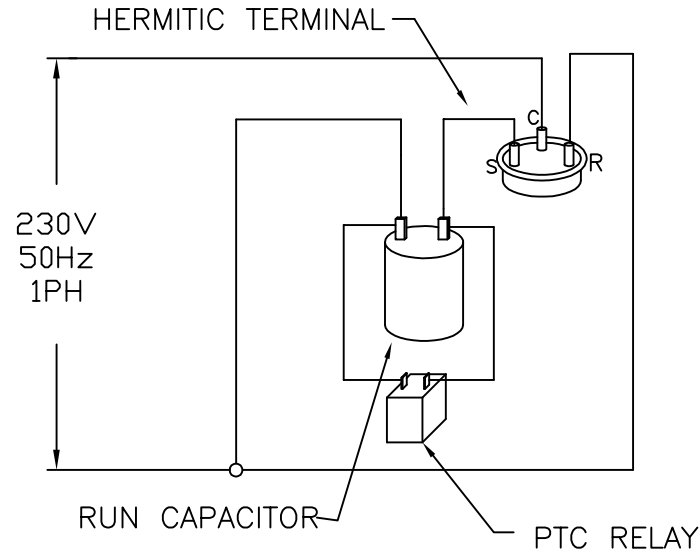 HERMITIC TERMINAL
C
S
R
230V
50Hz
1PH
RUN CAPACITOR
PTC RELAY